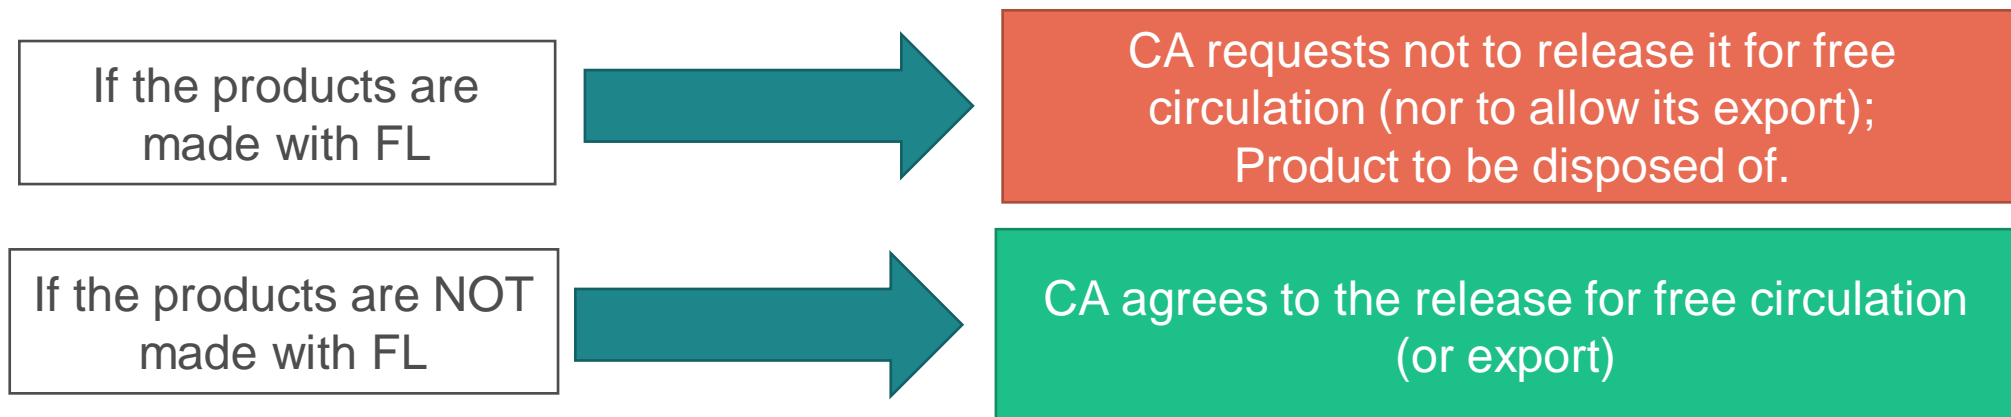 If the products are
made with FL
CA requests not to release it for free
circulation (nor to allow its export);
Product to be disposed of.
If the products are NOT
made with FL
CA agrees to the release for free circulation
(or export)